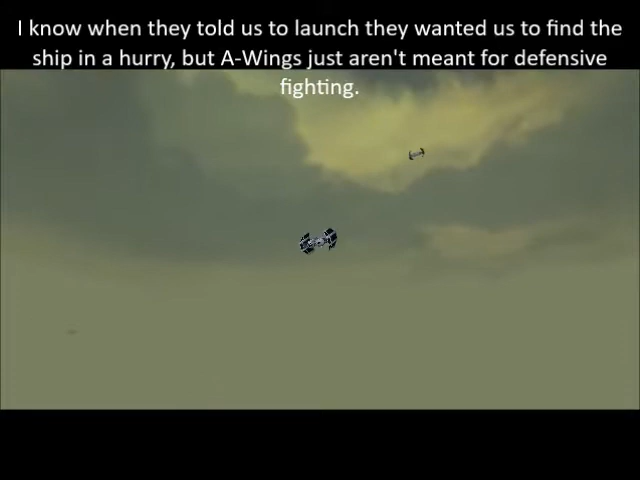 I know when they told us to launch they wanted us to find the
ship in a hurry, but A-Wings just aren't meant for defensive
fighting.